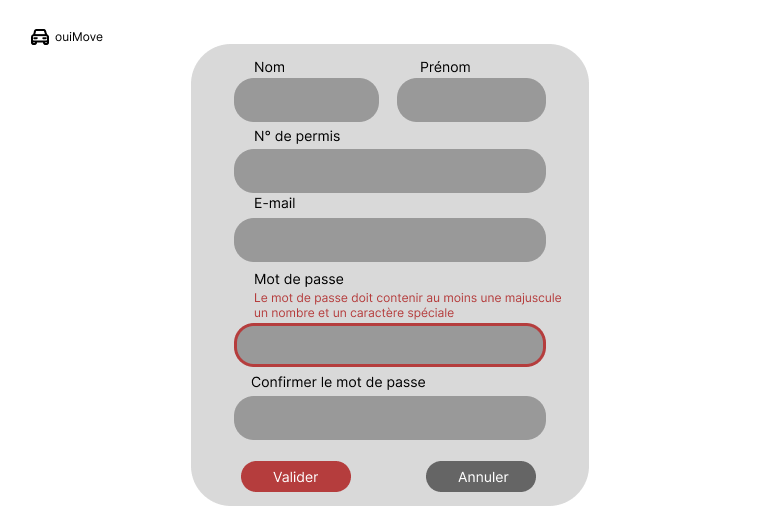 ouiMove
Nom
Prénom
N° de permis
E-mail
Mot de passe
Le mot de passe doit contenir au moins une majuscule
un nombre et un caractère spéciale
Confirmer le mot de passe
Valider
Annuler